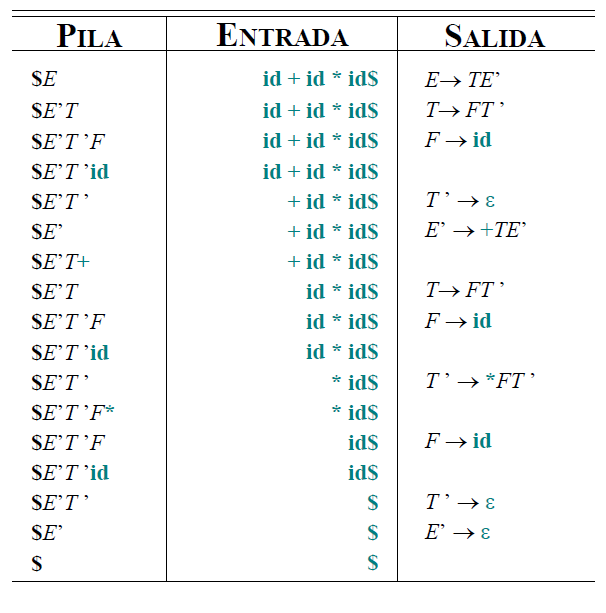 PILA ENTRADA SALIDA
$E id + id * id$ E→ TE’
$E’T id + id * id$ T→ FT ’
$E’T ’F id + id * id$ F → id
$E’T ’id id + id * id$
$E’T ’ + id * id$ T ’ → ε
$E’ + id * id$ E’ → +TE’
$E’T+ + id * id$
$E’T id * id$ T→ FT ’
$E’T ’F id * id$ F → id
$E’T ’id id * id$
$E’T ’ * id$ T ’ → *FT ’
$E’T ’F* * id$
$E’T ’F id$ F → id
$E’T ’id id$
$E’T ’ $ T ’ → ε
$E’ $ E’ → ε
$ $